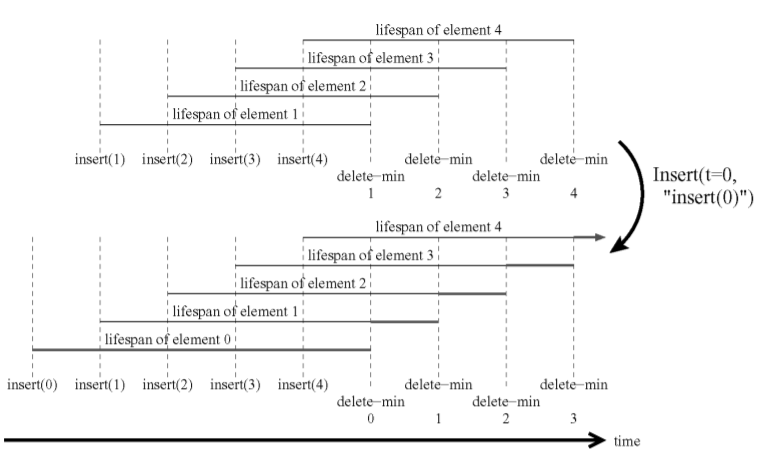 lifespan of element 4
lifespan of element 3
lifespan of element 2
lifespan of element 1
insert(1) insert(2) insert(3) insert(4) delete–min delete–min
delete–min delete–min
1 2 3 4
Insert(t=0,
"insert(0)")
lifespan of element 4
lifespan of element 3
lifespan of element 2
lifespan of element 1
lifespan of element 0
insert(0) insert(1) insert(2) insert(3) insert(4) delete–min delete–min
delete–min delete–min
0 1 2 3
time